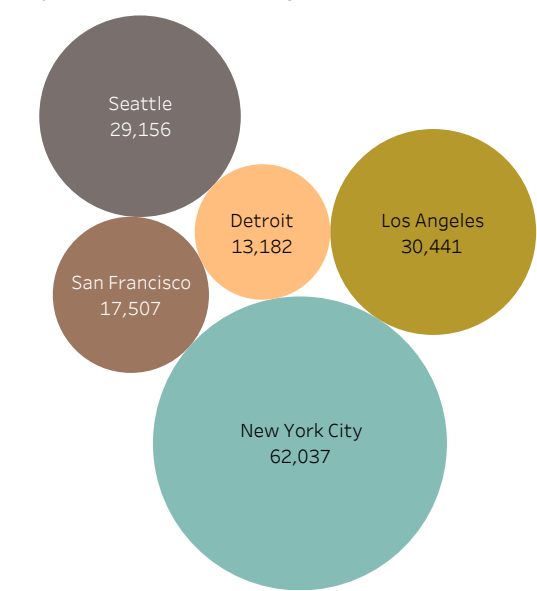 Seattle
29,156
Detroit
13,182
Los Angeles
30,441
San Francisco
17,507
New York City
62,037